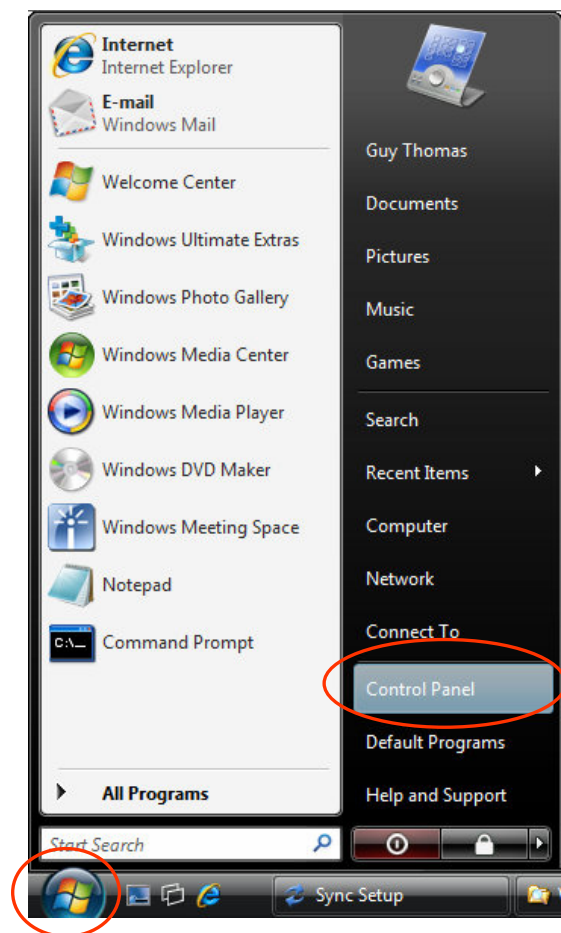 Internet
Internet Explorer
E-mail
Windows Mail
Welcome Center
Windows Ultimate Extras
Windows Photo Gallery
Windows Media Center
Windows Media Player
Windows DVD Maker
Windows Meeting Space
Notepad
C:\_
Command Prompt
All Programs
Start Search
Guy Thomas
Documents
Pictures
Music
Games
Search
Recent Items
Computer
Network
Connect To
Control Panel
Default Programs
Help and Support
Sync Setup